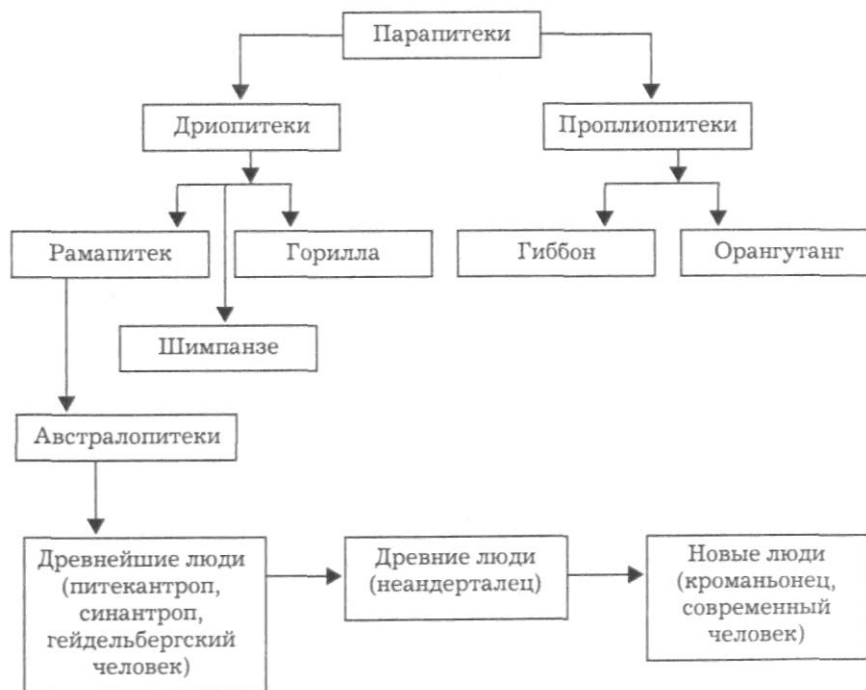 Парапитеки
Дриопитеки
Проплиопитеки
Рамапитек
Горилла
Гиббон
Орангутанг
Шимпанзе
Австралопитеки
Древнейшие люди
(питекантроп,
синантроп,
гейдельбергский
человек)
Древние люди
(неандерталец)
Новые люди
(кроманьонец,
современный
человек)